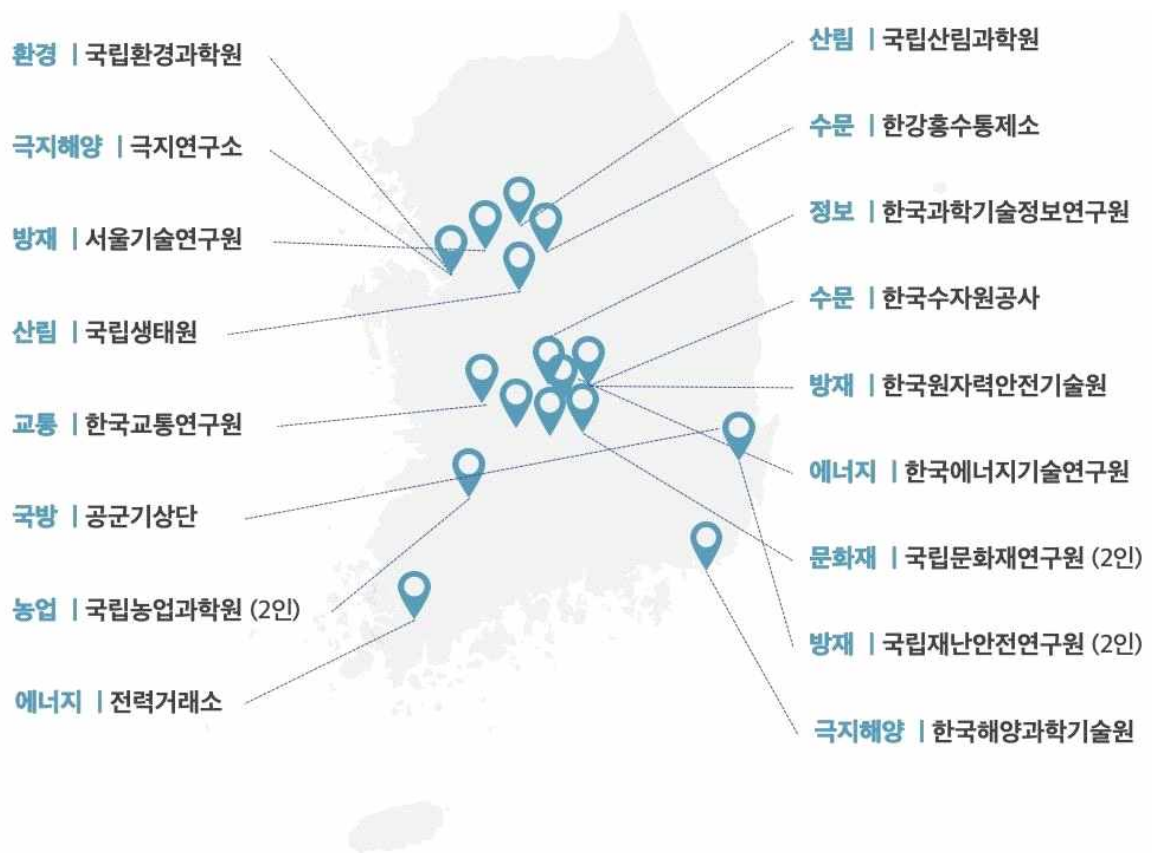 환경 | 국립환경과학원
극지해양 | 극지연구소
방재 | 서울기술연구원
산림 | 국립생태원
교통 | 한국교통연구원
국방 | 공군기상단
농업 | 국립농업과학원 (2인)
에너지 | 전력거래소
산림 | 국립산림과학원
수문 | 한강홍수통제소
정보 | 한국과학기술정보연구원
수문 | 한국수자원공사
방재 | 한국원자력안전기술원
에너지 | 한국에너지기술연구원
문화재 | 국립문화재연구원 (2인)
방재 | 국립재난안전연구원 (2인)
극지해양 | 한국해양과학기술원